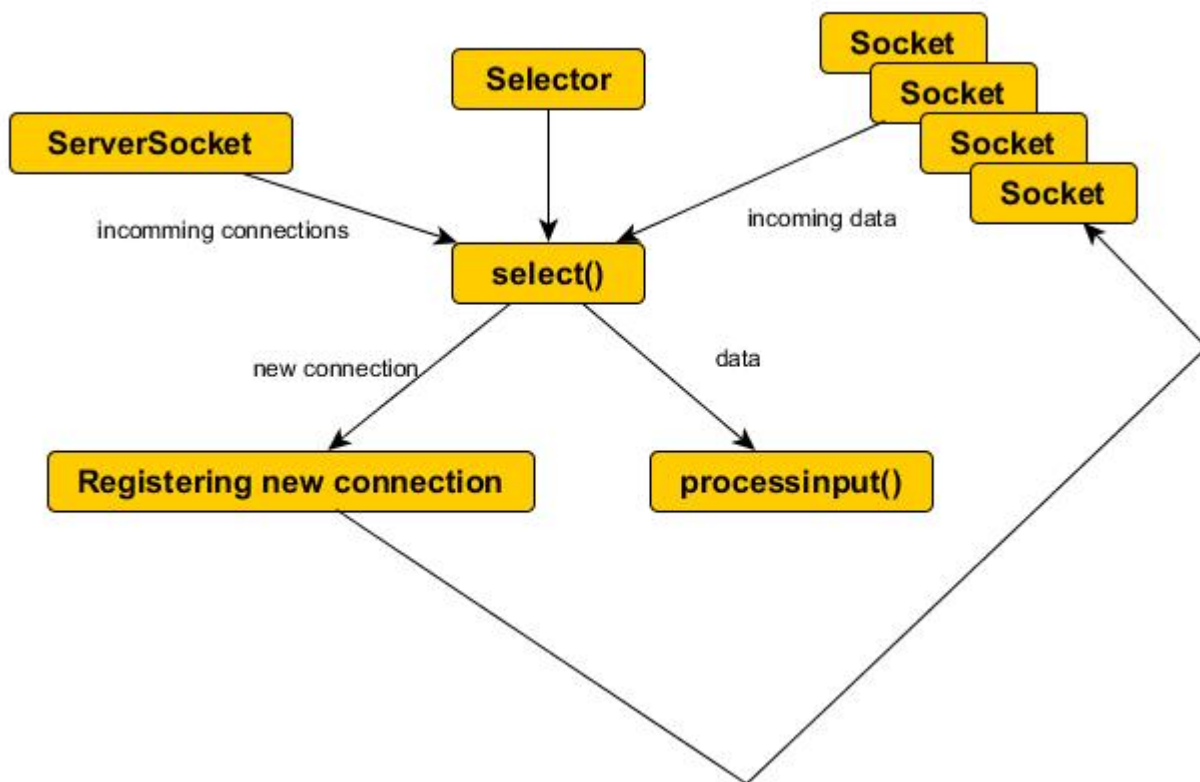 Socket
Selector
Socket
ServerSocket
Socket
Socket
incomming connections
incoming data
select()
new connection
data
Registering new connection
processinput()